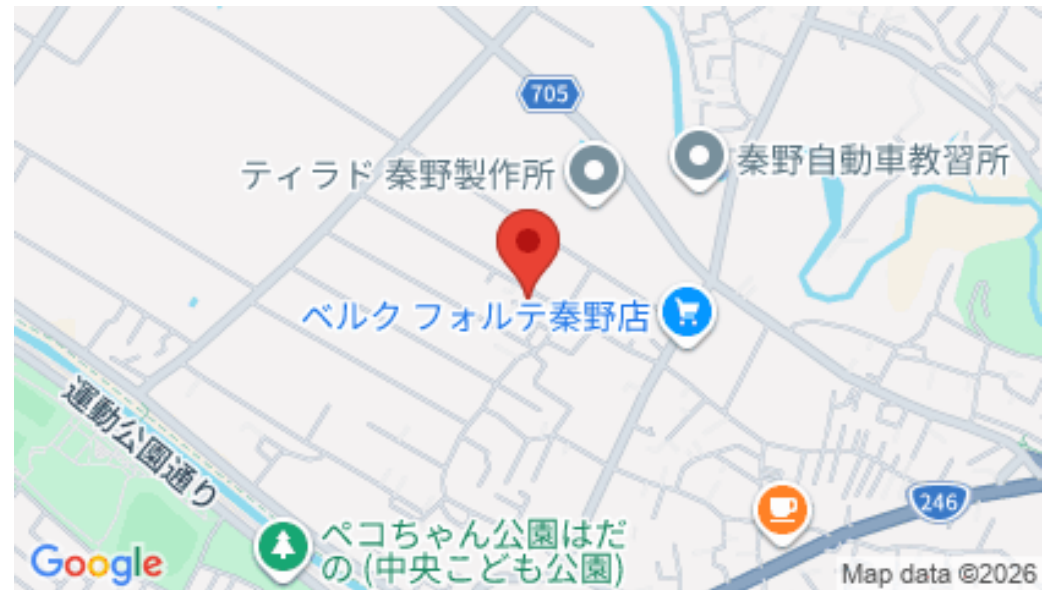 705
ティラド 秦野製作所
秦野自動車教習所
ベルク フォルテ秦野店
運動公園通り
246
ペコちゃん公園はだ
の (中央こども公園)
Google
Map data ©2026